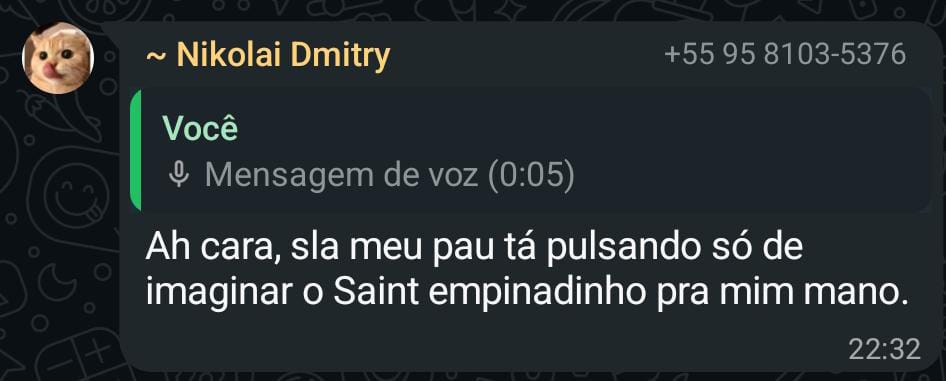 ~ Nikolai Dmitry +55 95 8103-5376
Você
Mensagem de voz (0:05)
Ah cara, sla meu pau tá pulsando só de
imaginar o Saint empinadinho pra mim mano.
22:32